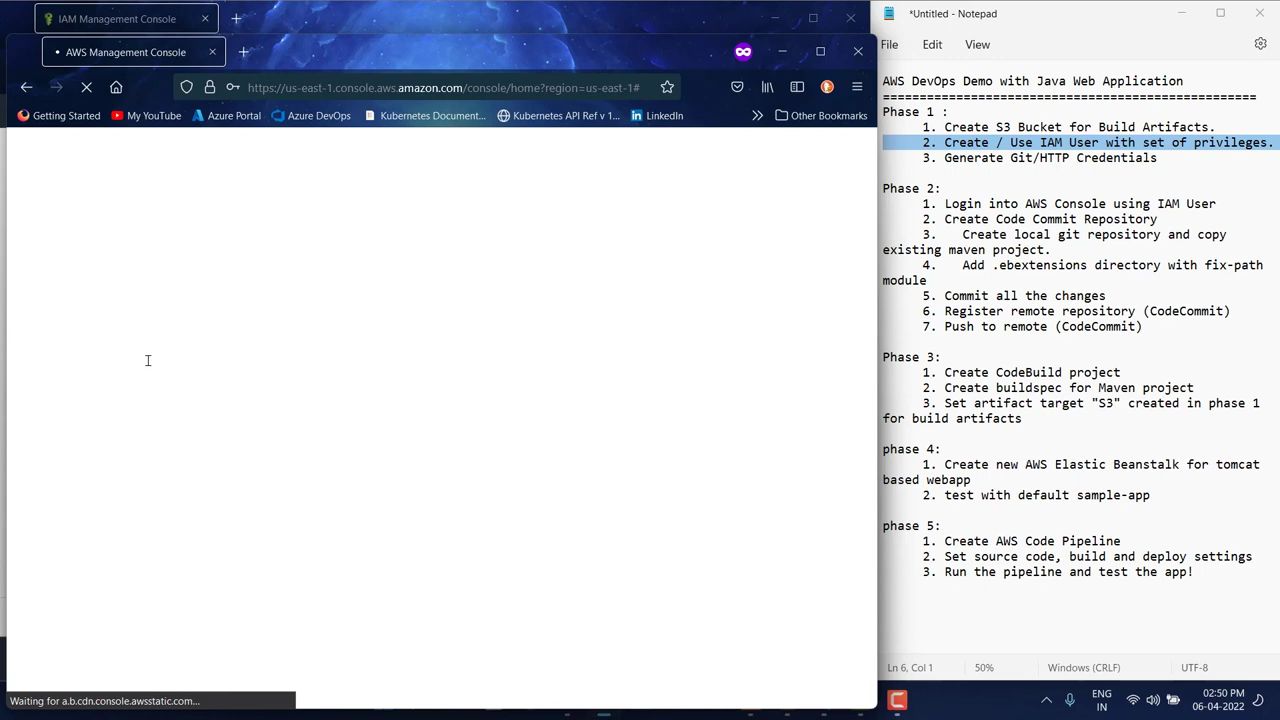 IAM Management Console
AWS Management Console
https://us-east-1.console.aws.amazon.com/console/home?region=us-east-1#
Getting Started
My YouTube
Azure Portal
Azure DevOps
Kubernetes Document...
Kubernetes API Ref v 1...
LinkedIn
Other Bookmarks
Waiting for a.b.cdn.console.awsstatic.com...
*Untitled - Notepad
File Edit View
AWS DevOps Demo with Java Web Application
=================================================
Phase 1 :
1. Create S3 Bucket for Build Artifacts.
2. Create / Use IAM User with set of privileges.
3. Generate Git/HTTP Credentials
Phase 2:
1. Login into AWS Console using IAM User
2. Create Code Commit Repository
3. Create local git repository and copy
existing maven project.
4. Add .ebextensions directory with fix-path
module
5. Commit all the changes
6. Register remote repository (CodeCommit)
7. Push to remote (CodeCommit)
Phase 3:
1. Create CodeBuild project
2. Create buildspec for Maven project
3. Set artifact target "S3" created in phase 1
for build artifacts
phase 4:
1. Create new AWS Elastic Beanstalk for tomcat
based webapp
2. test with default sample-app
phase 5:
1. Create AWS Code Pipeline
2. Set source code, build and deploy settings
3. Run the pipeline and test the app!
Ln 6, Col 1
50%
Windows (CRLF)
UTF-8
ENG
IN
02:50 PM
06-04-2022